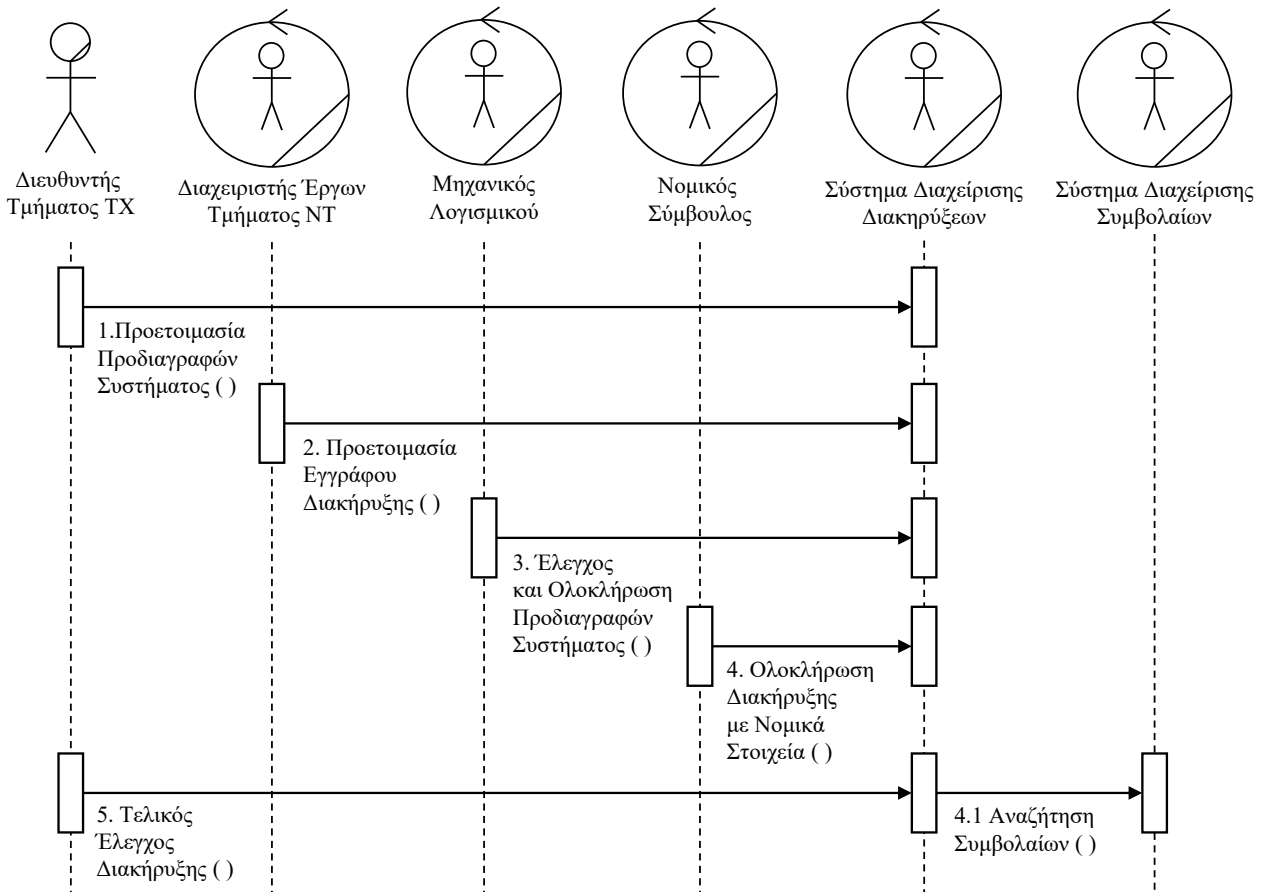 Διευθυντής
Τμήματος ΤΧ
Διαχειριστής Έργων
Τμήματος ΝΤ
Μηχανικός
Λογισμικού
Νομικός
Σύμβουλος
Σύστημα Διαχείρισης
Διακηρύξεων
Σύστημα Διαχείρισης
Συμβολαίων
1.Προετοιμασία
Προδιαγραφών
Συστήματος ( )
2. Προετοιμασία
Εγγράφου
Διακήρυξης ( )
3. Έλεγχος
και Ολοκλήρωση
Προδιαγραφών
Συστήματος ( )
4. Ολοκλήρωση
Διακήρυξης
με Νομικά
Στοιχεία ( )
5. Τελικός
Έλεγχος
Διακήρυξης ( )
4.1 Αναζήτηση
Συμβολαίων ( )